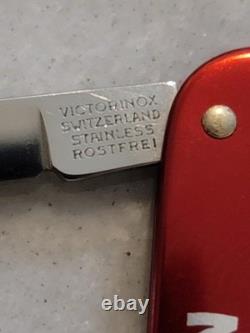 VICTORINOX
SWITZERLAND
STAINLESS
ROSTFREI
ebay